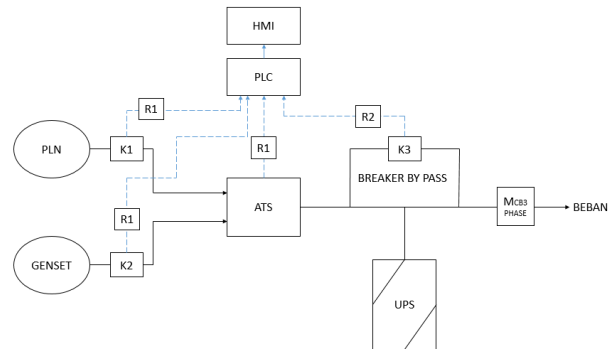 HMI
PLC
R1
R2
PLN
K1
R1
K3
BREAKER BY PASS
R1
ATS
MCB3
PHASE
BEBAN
GENSET
K2
UPS